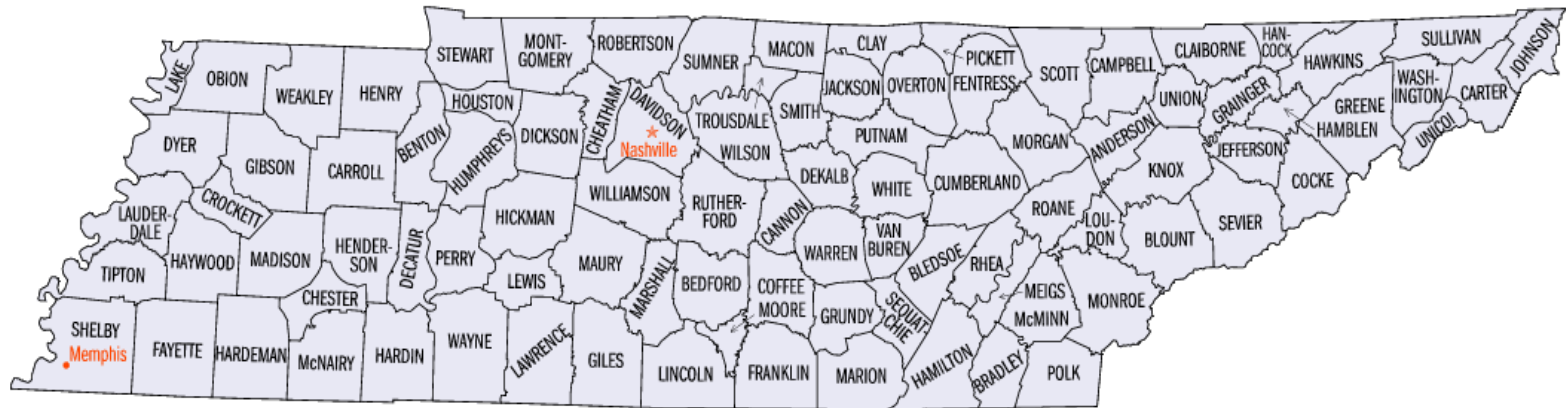 STEWART
MONT-
GOMERY
ROBERTSON
SUMNER
MACON
CLAY
PICKETT
FENTRESS
SCOTT
CAMPBELL
CLAIBORNE
HAN-
COCK
HAWKINS
SULLIVAN
JOHNSON
LAKE
OBION
WEAKLEY
HENRY
HOUSTON
BENTON
HUMPHREYS
DICKSON
CHEATHAM
DAVIDSON
Nashville
TROUSDALE
WILSON
SMITH
JACKSON
OVERTON
PUTNAM
MORGAN
ANDERSON
UNION
GRAINGER
HAMBLEN
GREENE
WASH-
INGTON
CARTER
UNICOI
DYER
GIBSON
CARROLL
CROCKETT
WILLIAMSON
RUTHER-
FORD
CANNON
DEKALB
WHITE
CUMBERLAND
ROANE
KNOX
JEFFERSON
COCKE
SEVIER
LAUDER-
DALE
HAYWOOD
MADISON
HENDER-
SON
DECATUR
PERRY
HICKMAN
LEWIS
MAURY
MARSHALL
BEDFORD
COFFEE
MOORE
WARREN
VAN
BUREN
BLEDSOE
RHEA
LOU-
DON
BLOUNT
TIPTON
CHESTER
GRUNDY
SEQUAT-
CHIE
MEIGS
McMINN
MONROE
SHELBY
Memphis
FAYETTE
HARDEMAN
McNAIRY
HARDIN
WAYNE
LAWRENCE
GILES
LINCOLN
FRANKLIN
MARION
HAMILTON
BRADLEY
POLK